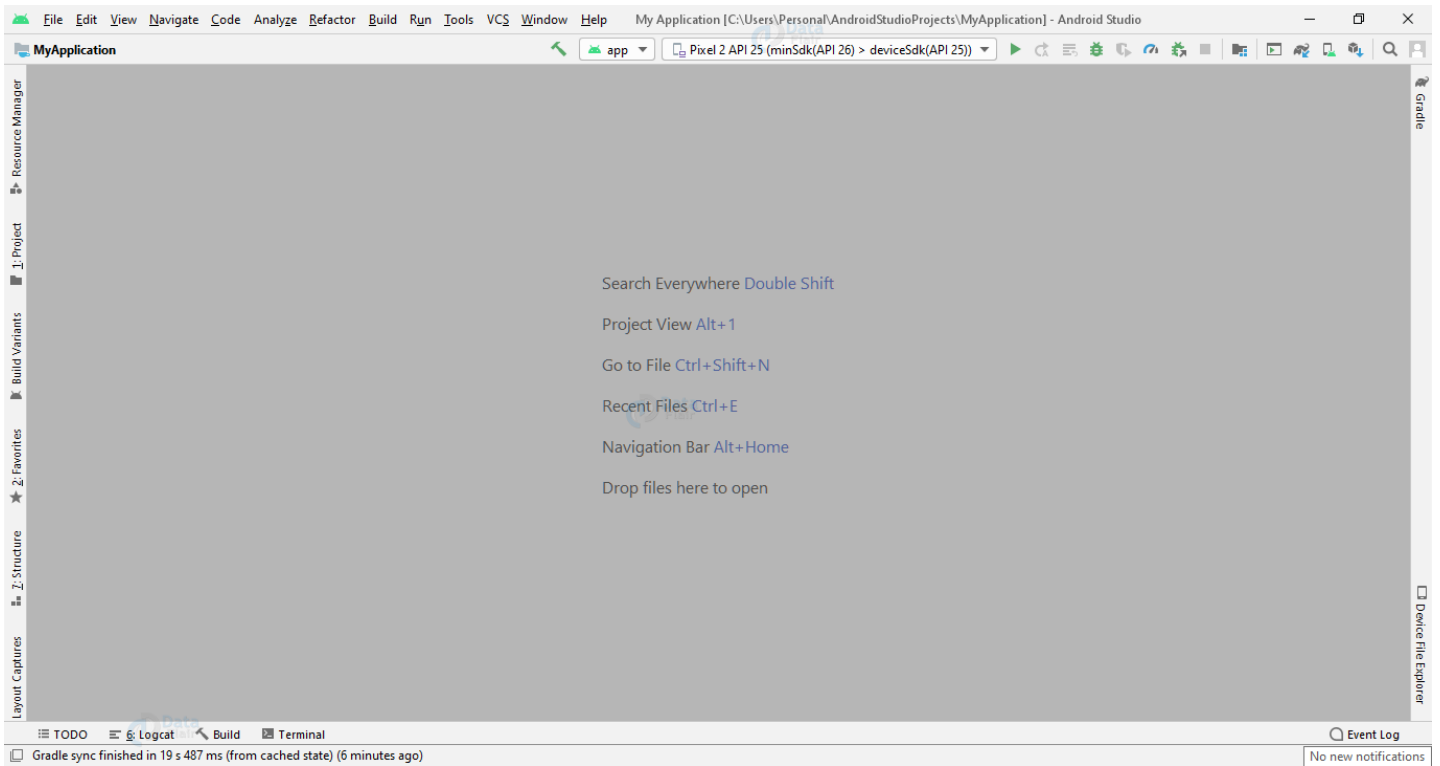 File Edit View Navigate Code Analyze Refactor Build Run Tools VCS Window Help My Application [C:\Users\Personal\AndroidStudioProjects\MyApplication] - Android Studio
MyApplication app Pixel 2 API 25 (minSdk(API 26) > deviceSdk(API 25))
Resource Manager
1: Project
Build Variants
2: Favorites
7: Structure
Layout Captures
Search Everywhere Double Shift
Project View Alt+1
Go to File Ctrl+Shift+N
Recent Files Ctrl+E
Navigation Bar Alt+Home
Drop files here to open
Gradle
Device File Explorer
Data
TODO 6: Logcat Build Terminal Event Log
Gradle sync finished in 19 s 487 ms (from cached state) (6 minutes ago) No new notifications